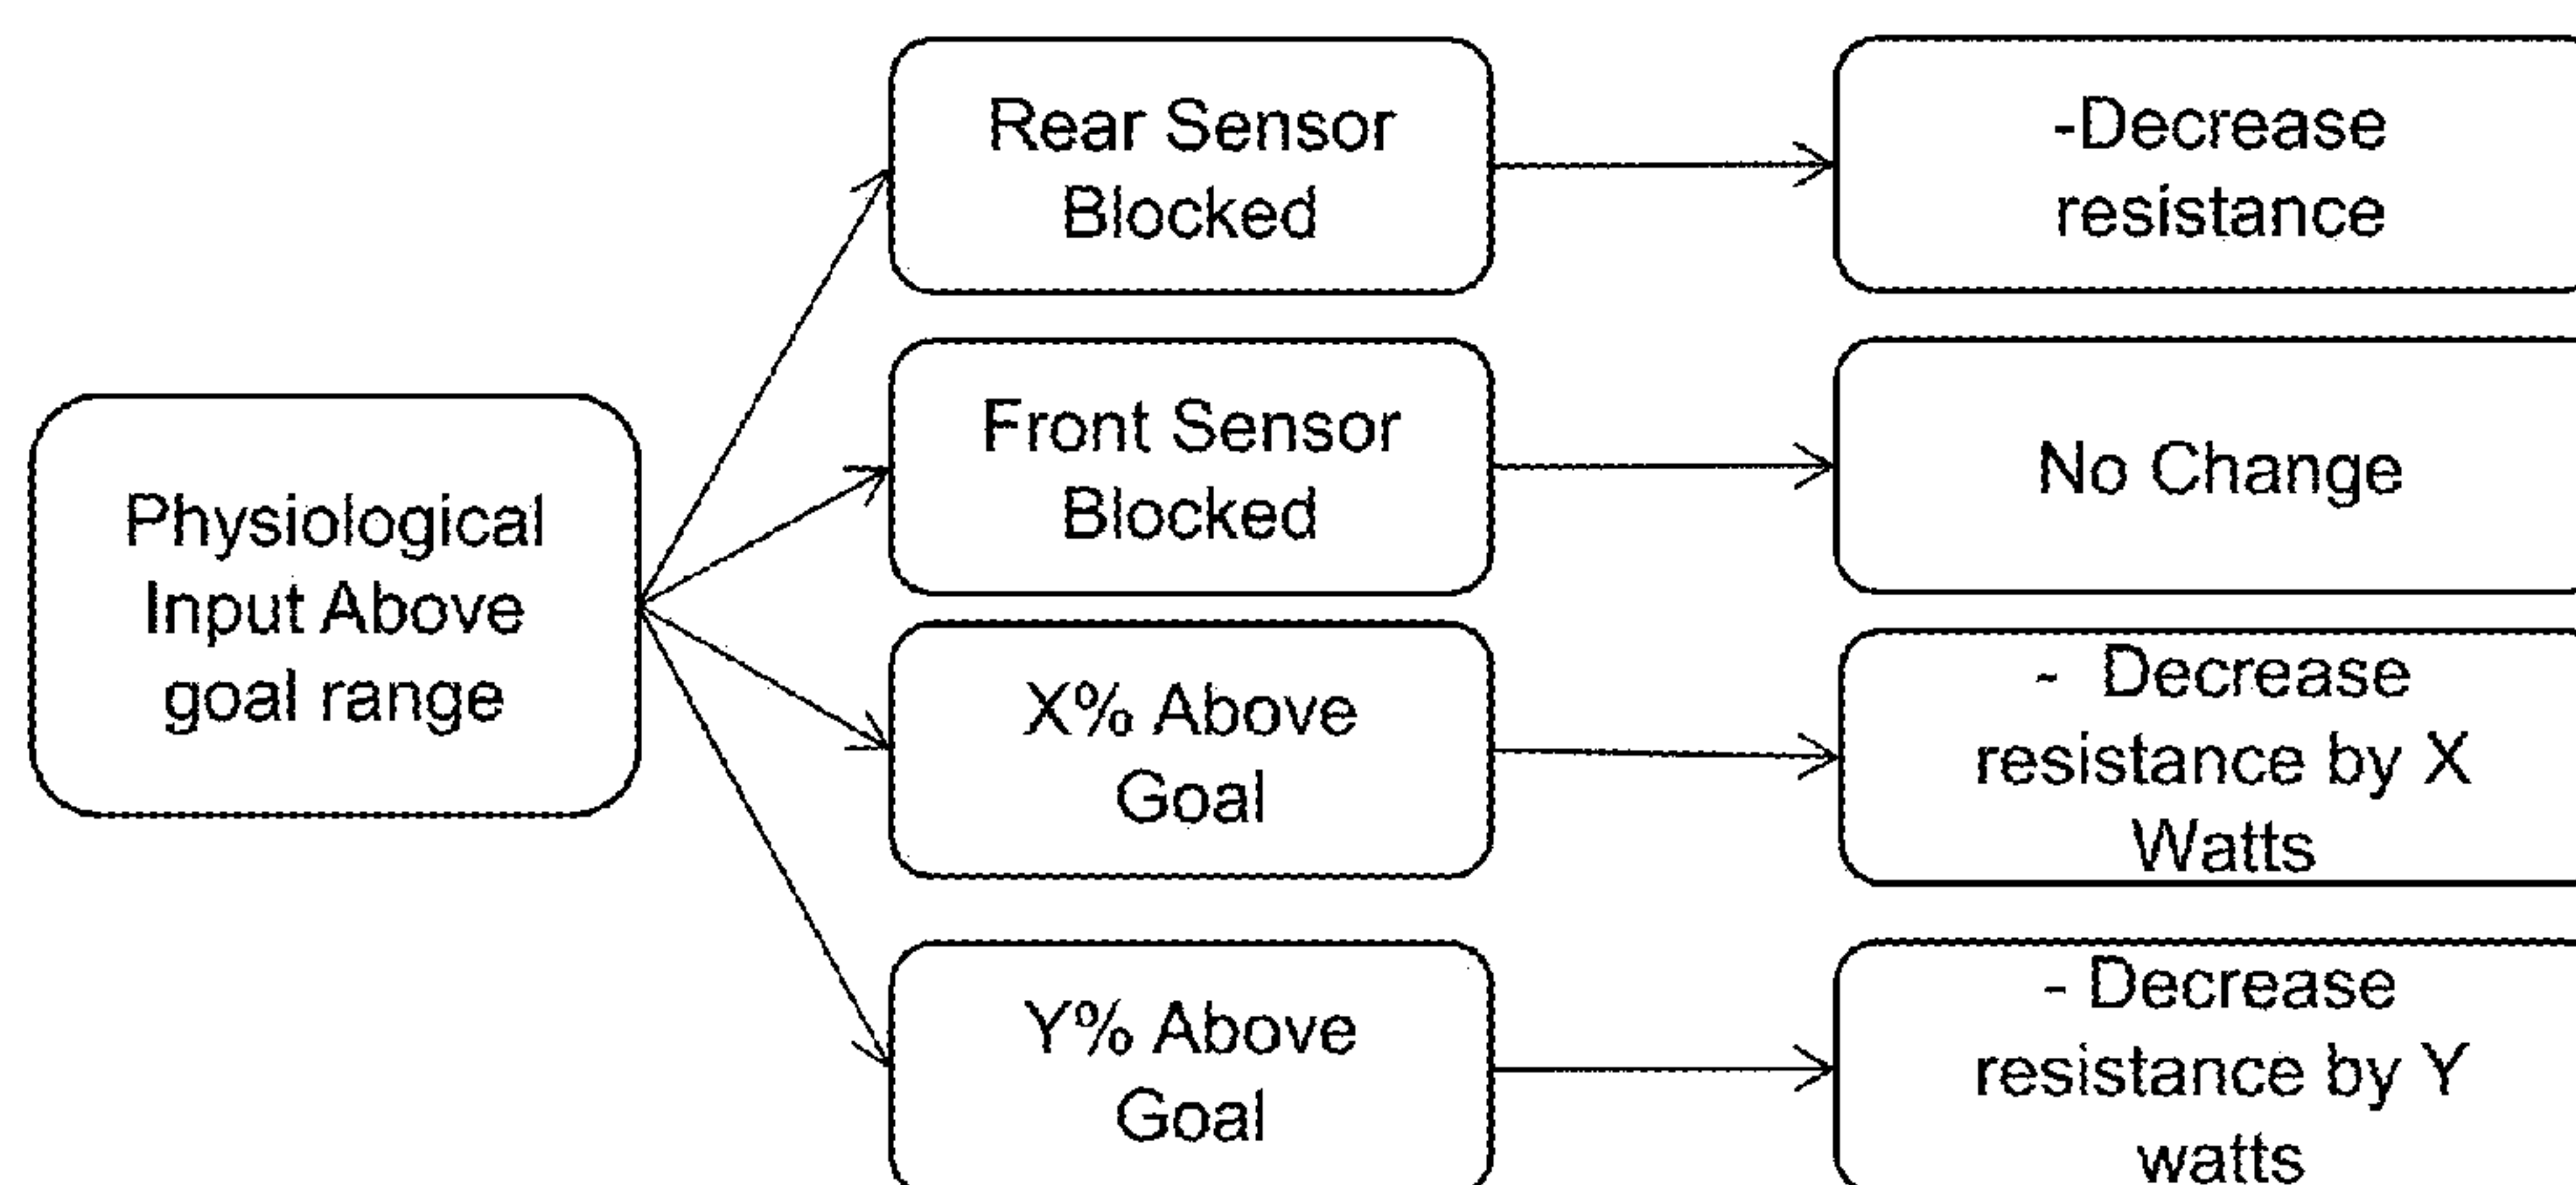 Rear Sensor
Blocked
-Decrease
resistance
Front Sensor
Blocked
No Change
Physiological
Input Above
goal range
X% Above
Goal
- Decrease
resistance by X
Watts
Y% Above
Goal
- Decrease
resistance by Y
watts